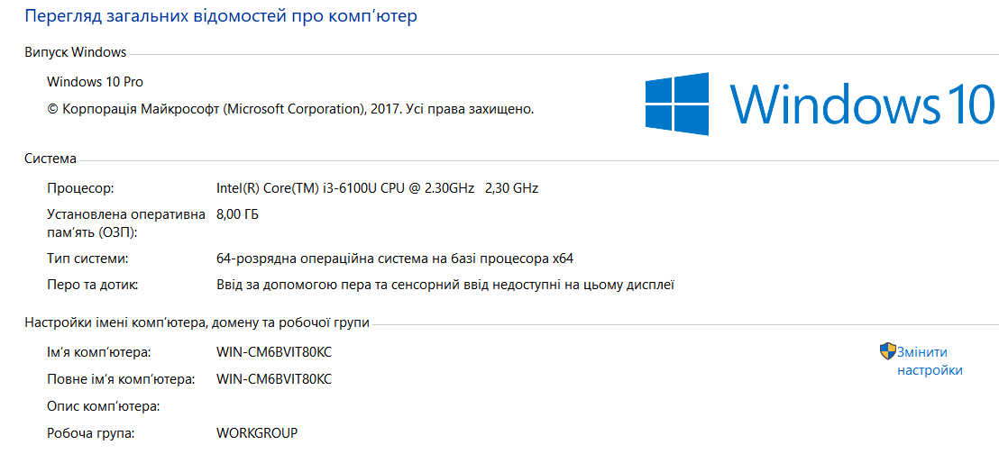 Перегляд загальних відомостей про комп'ютер
Випуск Windows
Windows 10 Pro
© Корпорація Майкрософт (Microsoft Corporation), 2017. Усі права захищено.
Windows 10
Система
Процесор: Intel(R) Core(TM) i3-6100U CPU @ 2.30GHz 2,30 GHz
Установлена оперативна 8,00 ГБ
пам'ять (ОЗП):
Тип системи: 64-розрядна операційна система на базі процесора x64
Перо та дотик: Ввід за допомогою пера та сенсорний ввід недоступні на цьому дисплеї
Настройки імені комп'ютера, домену та робочої групи
Ім'я комп'ютера: WIN-CM6BVIT80KC Змінити
настройки
Повне ім'я комп'ютера: WIN-CM6BVIT80KC
Опис комп'ютера:
Робоча група: WORKGROUP